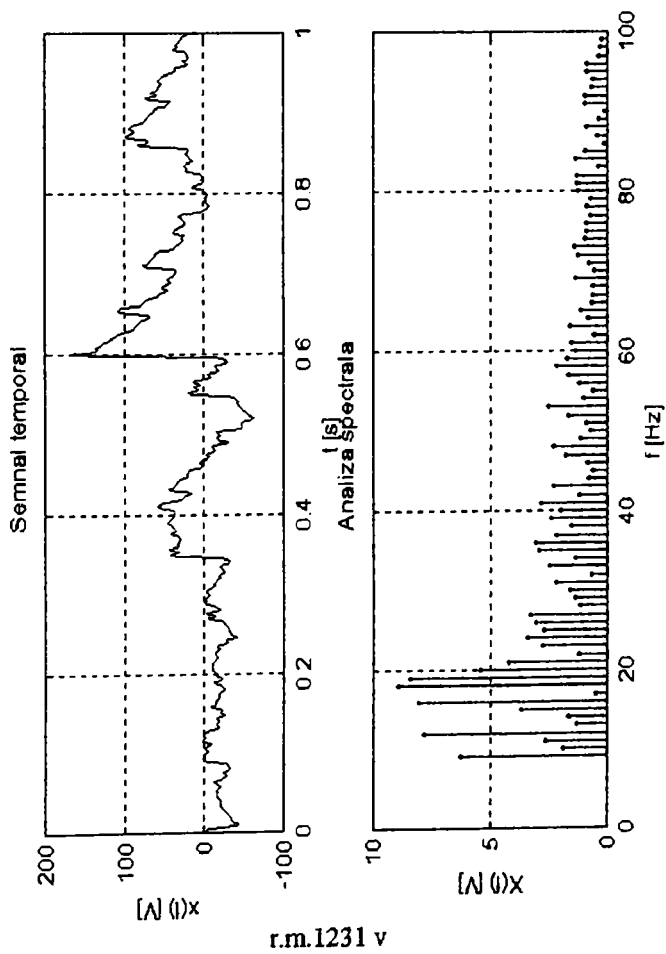 Semnal temporal
200
100
0
-100
x(t) [V]
0
0.2
0.4
0.6
0.8
1
t [s]
Analiza spectrala
10
5
0
X(f) [V]
0
20
40
60
80
100
f [Hz]
r.m.1231 v